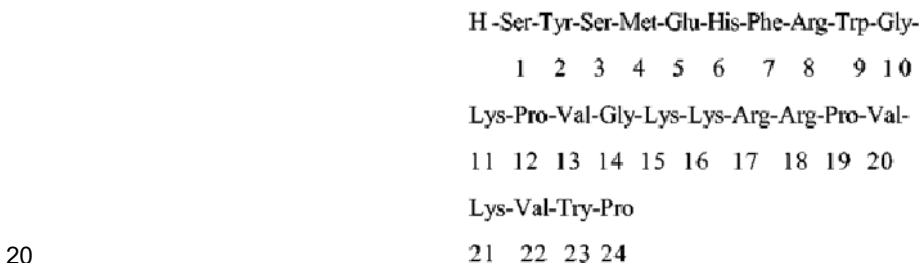 H -Ser-Tyr-Ser-Met-Glu-His-Phe-Arg-Trp-Gly-
1 2 3 4 5 6 7 8 9 10
Lys-Pro-Val-Gly-Lys-Lys-Arg-Arg-Pro-Val-
11 12 13 14 15 16 17 18 19 20
Lys-Val-Try-Pro
20 21 22 23 24